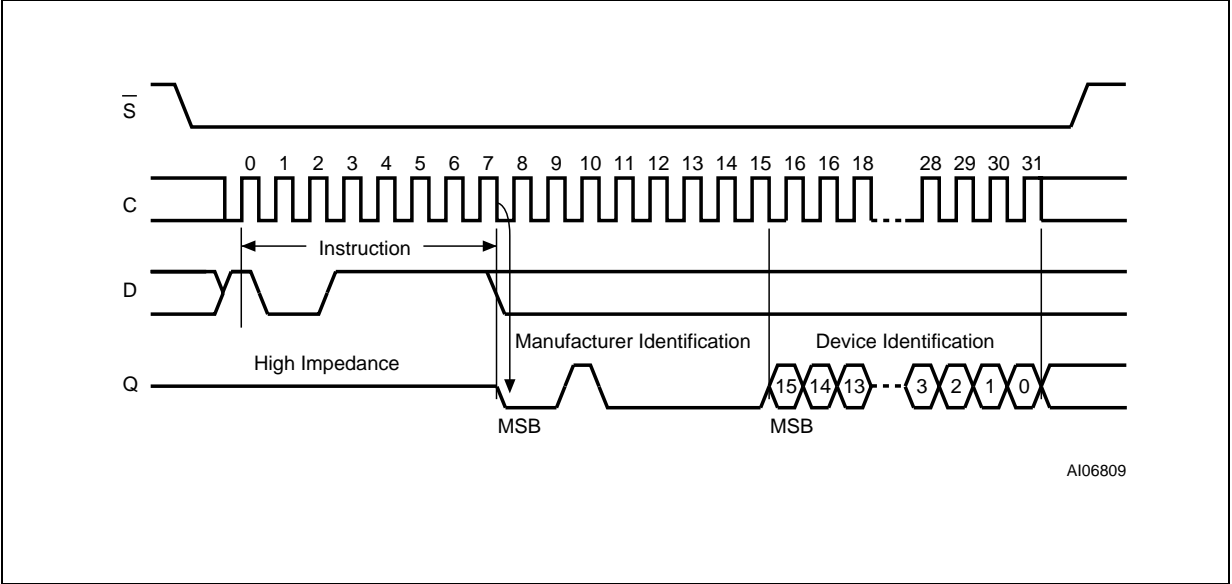 S
0 1 2 3 4 5 6 7 8 9 10 11 12 13 14 15 16 16 18 28 29 30 31
C
Instruction
D
Manufacturer Identification Device Identification
High Impedance
Q
15 14 13 3 2 1 0
MSB MSB
AI06809